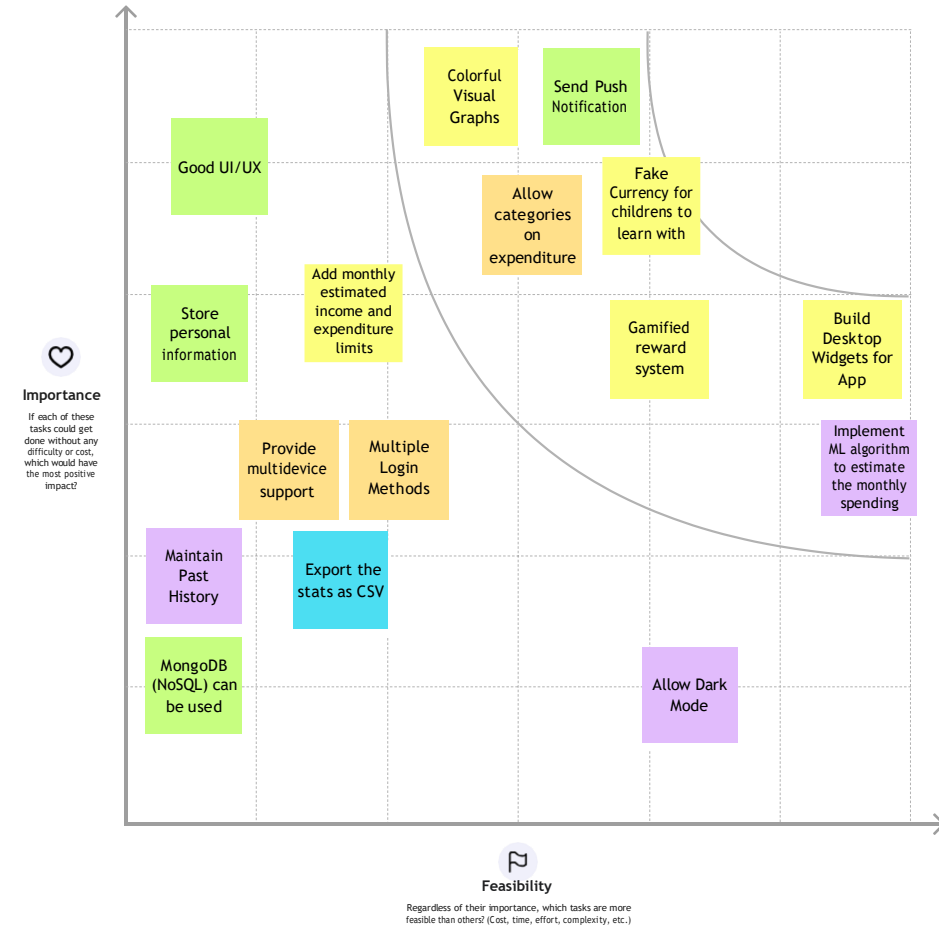 Colorful
Visual
Graphs
Send Push
Notification
Good UI/UX
Fake
Currency for
childrens to
learn with
Allow
categories
on
expenditure
Add monthly
estimated
income and
expenditure
limits
Store
personal
information
Gamified
reward
system
Build
Desktop
Widgets for
App
Importance
If each of these
tasks could get
done without any
difficulty or cost,
which would have
the most positive
impact?
Provide
multidevice
support
Multiple
Login
Methods
Implement
ML algorithm
to estimate
the monthly
spending
Maintain
Past
History
Export the
stats as CSV
MongoDB
(NoSQL) can
be used
Allow Dark
Mode
Feasibility
Regardless of their importance, which tasks are more
feasible than others? (Cost, time, effort, complexity, etc.)